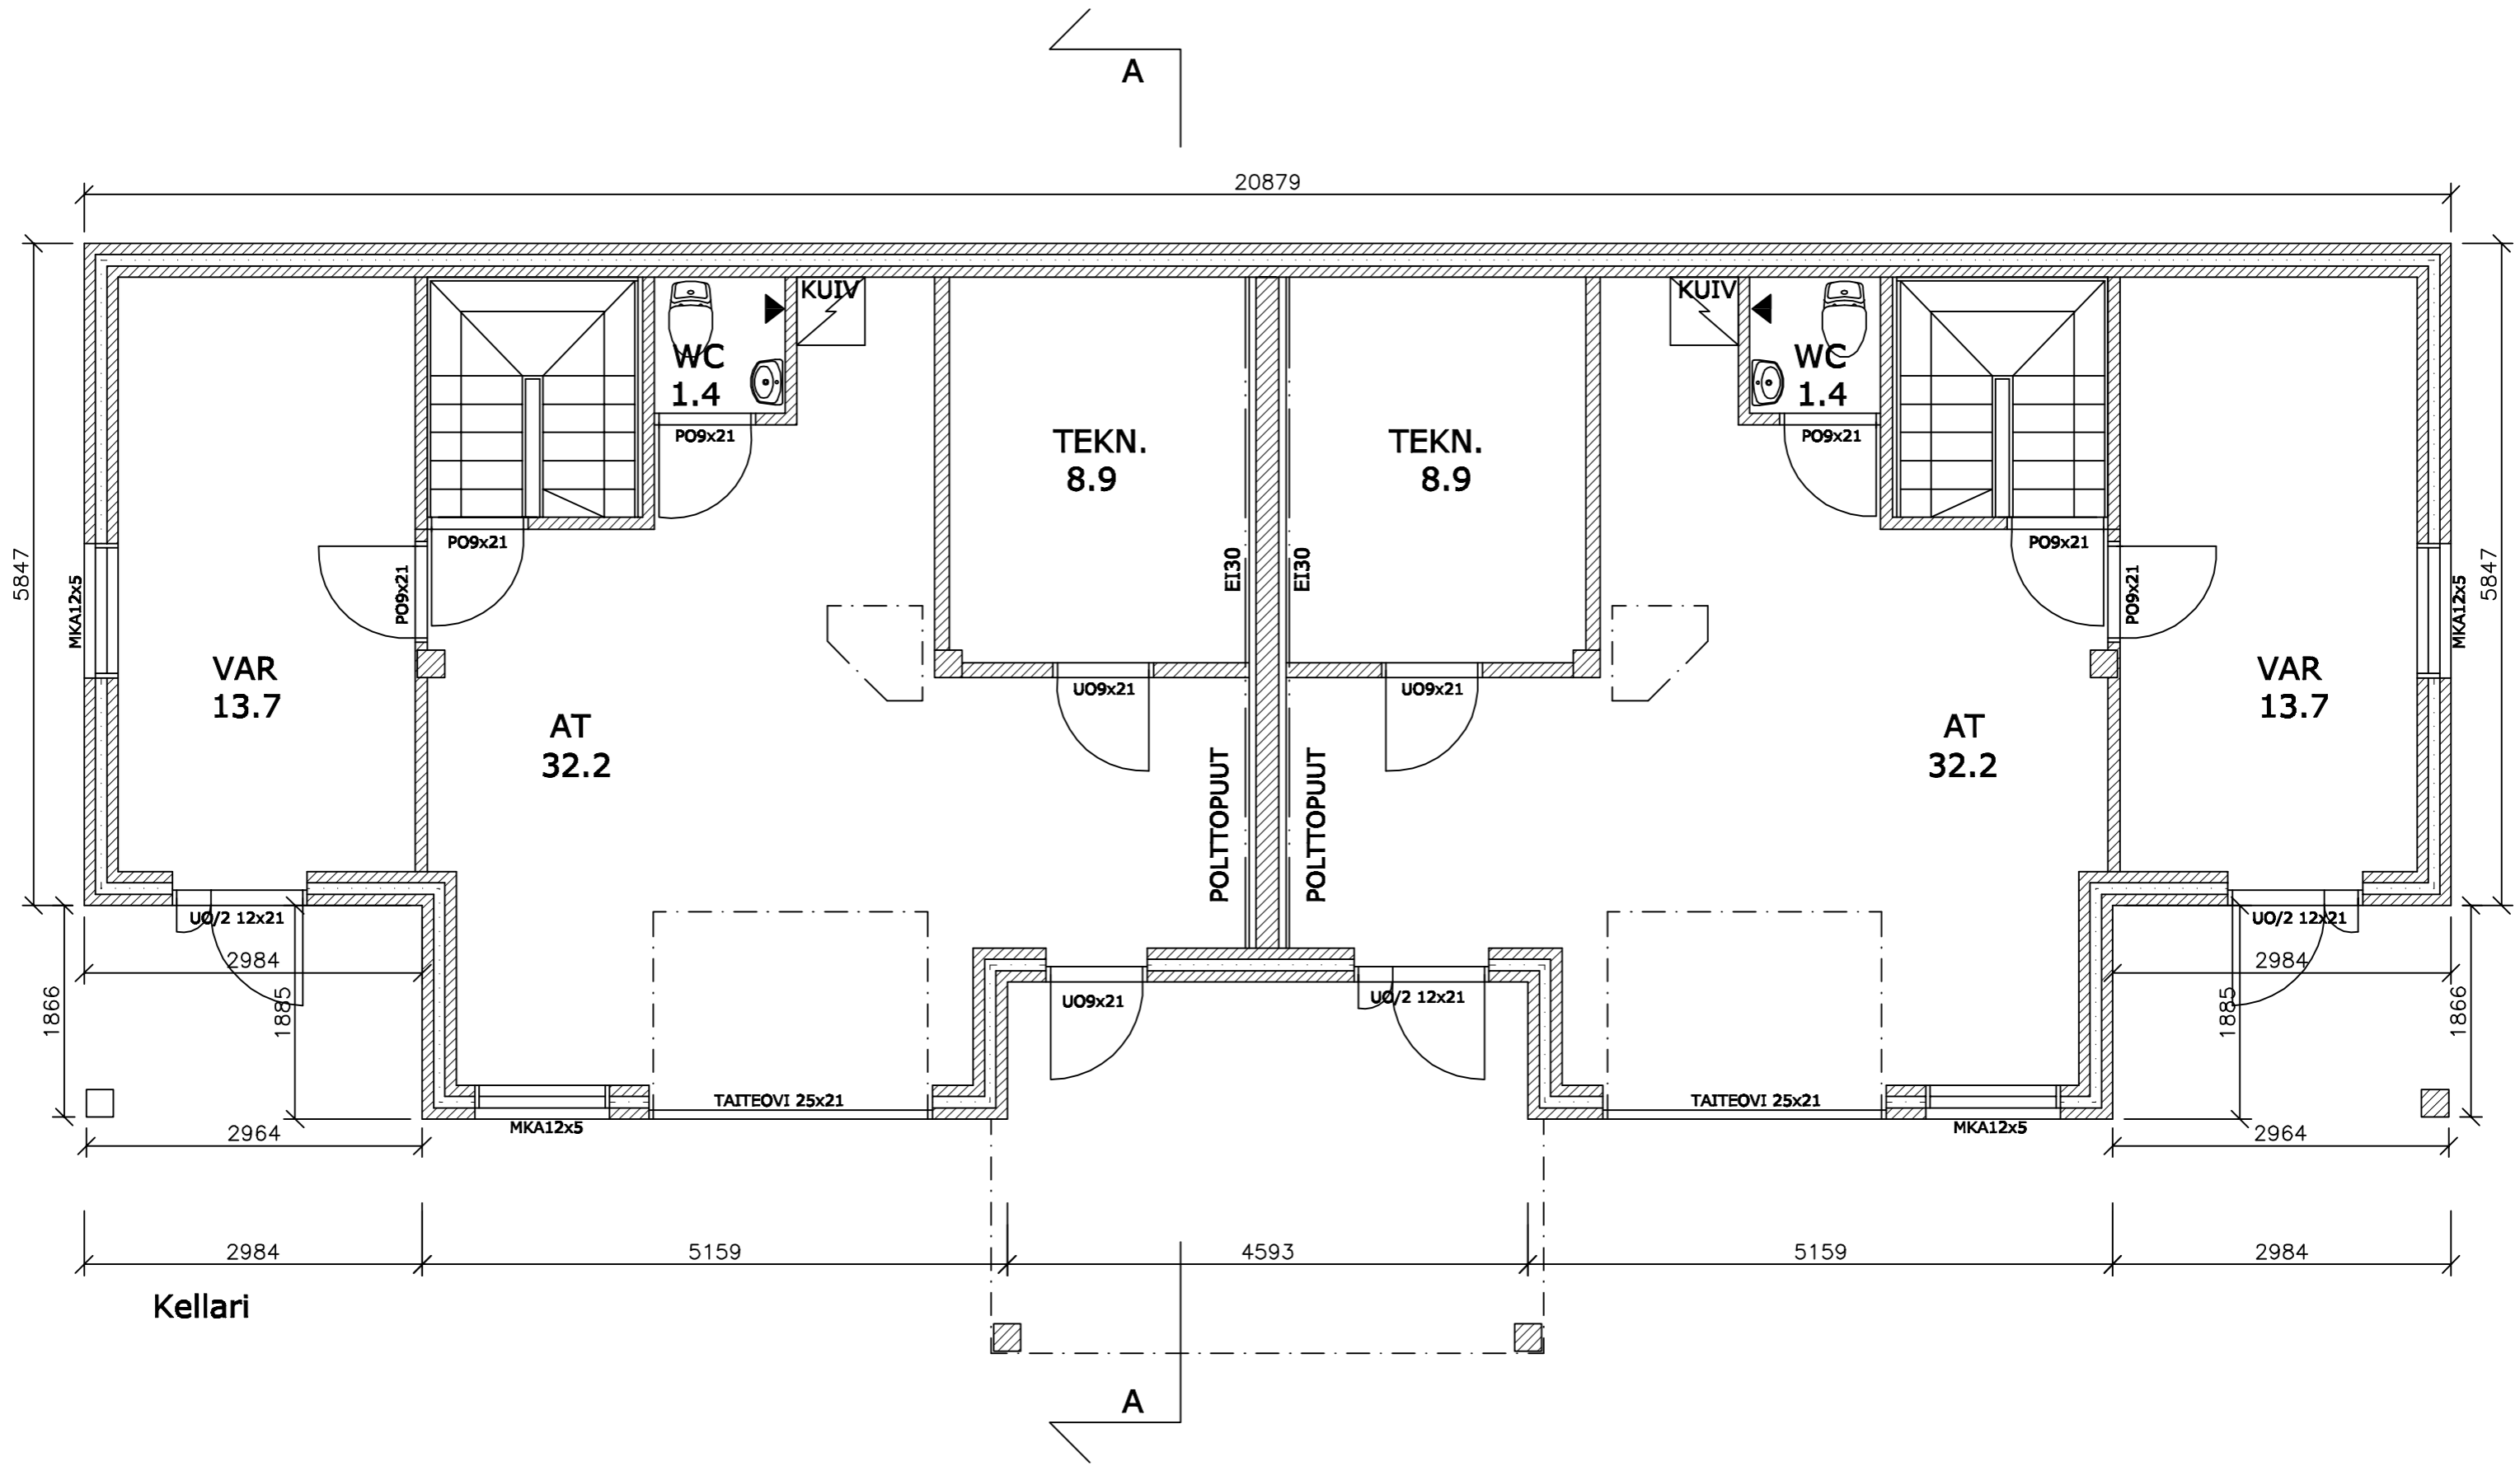 A
20879
KUIV
KUIV
WC
1.4
WC
1.4
PO9x21
PO9x21
TEKN.
8.9
TEKN.
8.9
PO9x21
PO9x21
PO9x21
PO9x21
EI30
EI30
5847
MKA12x5
MKA12x5
5847
VAR
13.7
VAR
13.7
UO9x21
UO9x21
AT
32.2
AT
32.2
POLTTOPUUT
POLTTOPUUT
UO/2 12x21
UO/2 12x21
2984
2984
1866
1885
UO9x21
UO/2 12x21
1885
1866
TAITEOVI 25x21
TAITEOVI 25x21
MKA12x5
MKA12x5
2964
2964
2984
5159
4593
5159
2984
Kellari
A